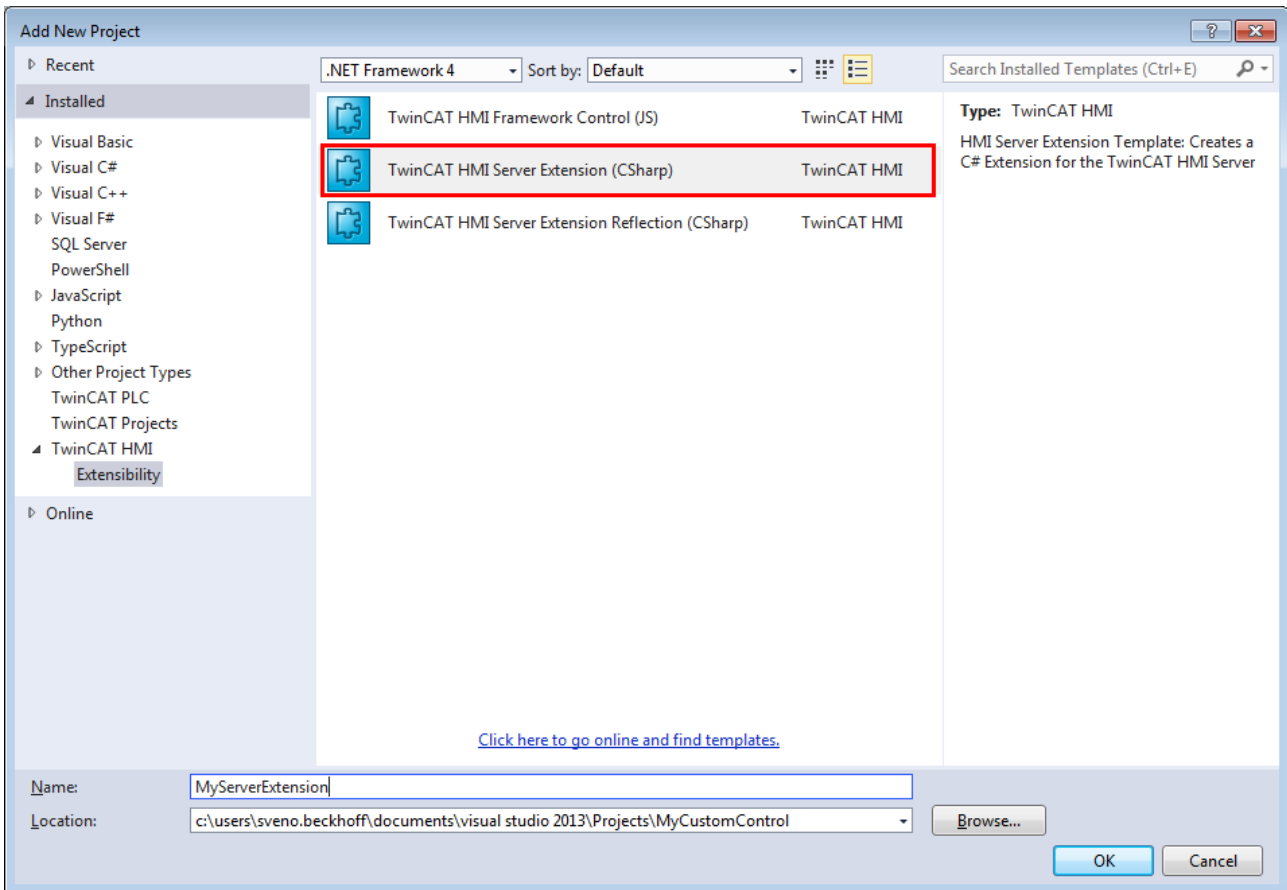 Add New Project
Recent
Installed
Visual Basic
Visual C#
Visual C++
Visual F#
SQL Server
PowerShell
JavaScript
Python
TypeScript
Other Project Types
TwinCAT PLC
TwinCAT Projects
TwinCAT HMI
Extensibility
Online
.NET Framework 4 Sort by: Default
TwinCAT HMI Framework Control (JS) TwinCAT HMI
TwinCAT HMI Server Extension (CSharp) TwinCAT HMI
TwinCAT HMI Server Extension Reflection (CSharp) TwinCAT HMI
Click here to go online and find templates.
Search Installed Templates (Ctrl+E)
Type: TwinCAT HMI
HMI Server Extension Template: Creates a
C# Extension for the TwinCAT HMI Server
Name: MyServerExtension
Location: c:\users\sveno.beckhoff\documents\visual studio 2013\Projects\MyCustomControl Browse...
OK Cancel